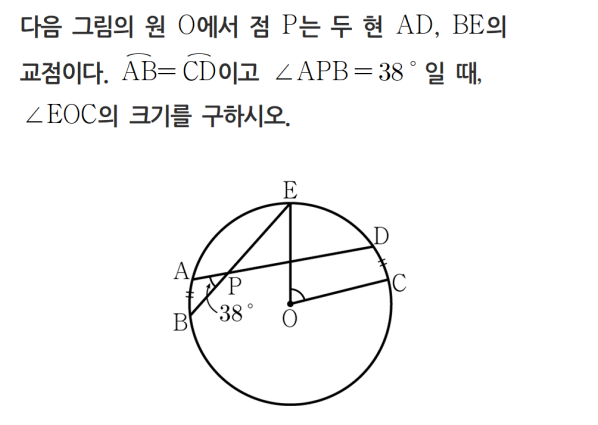 다음 그림의 원 O에서 점 P는 두 현 AD, BE의
교점이다. ⌒AB=⌒CD이고 ∠APB=38°일 때,
∠EOC의 크기를 구하시오.
E
D
A
P
C
38°
B
O